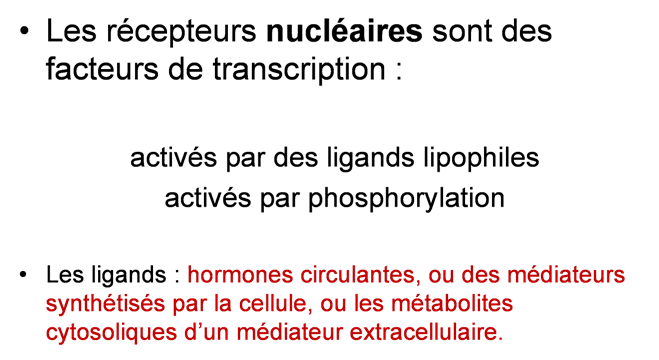 • Les récepteurs nucléaires sont des
facteurs de transcription :
activés par des ligands lipophiles
activés par phosphorylation
• Les ligands : hormones circulantes, ou des médiateurs
synthétisés par la cellule, ou les métabolites
cytosoliques d’un médiateur extracellulaire.